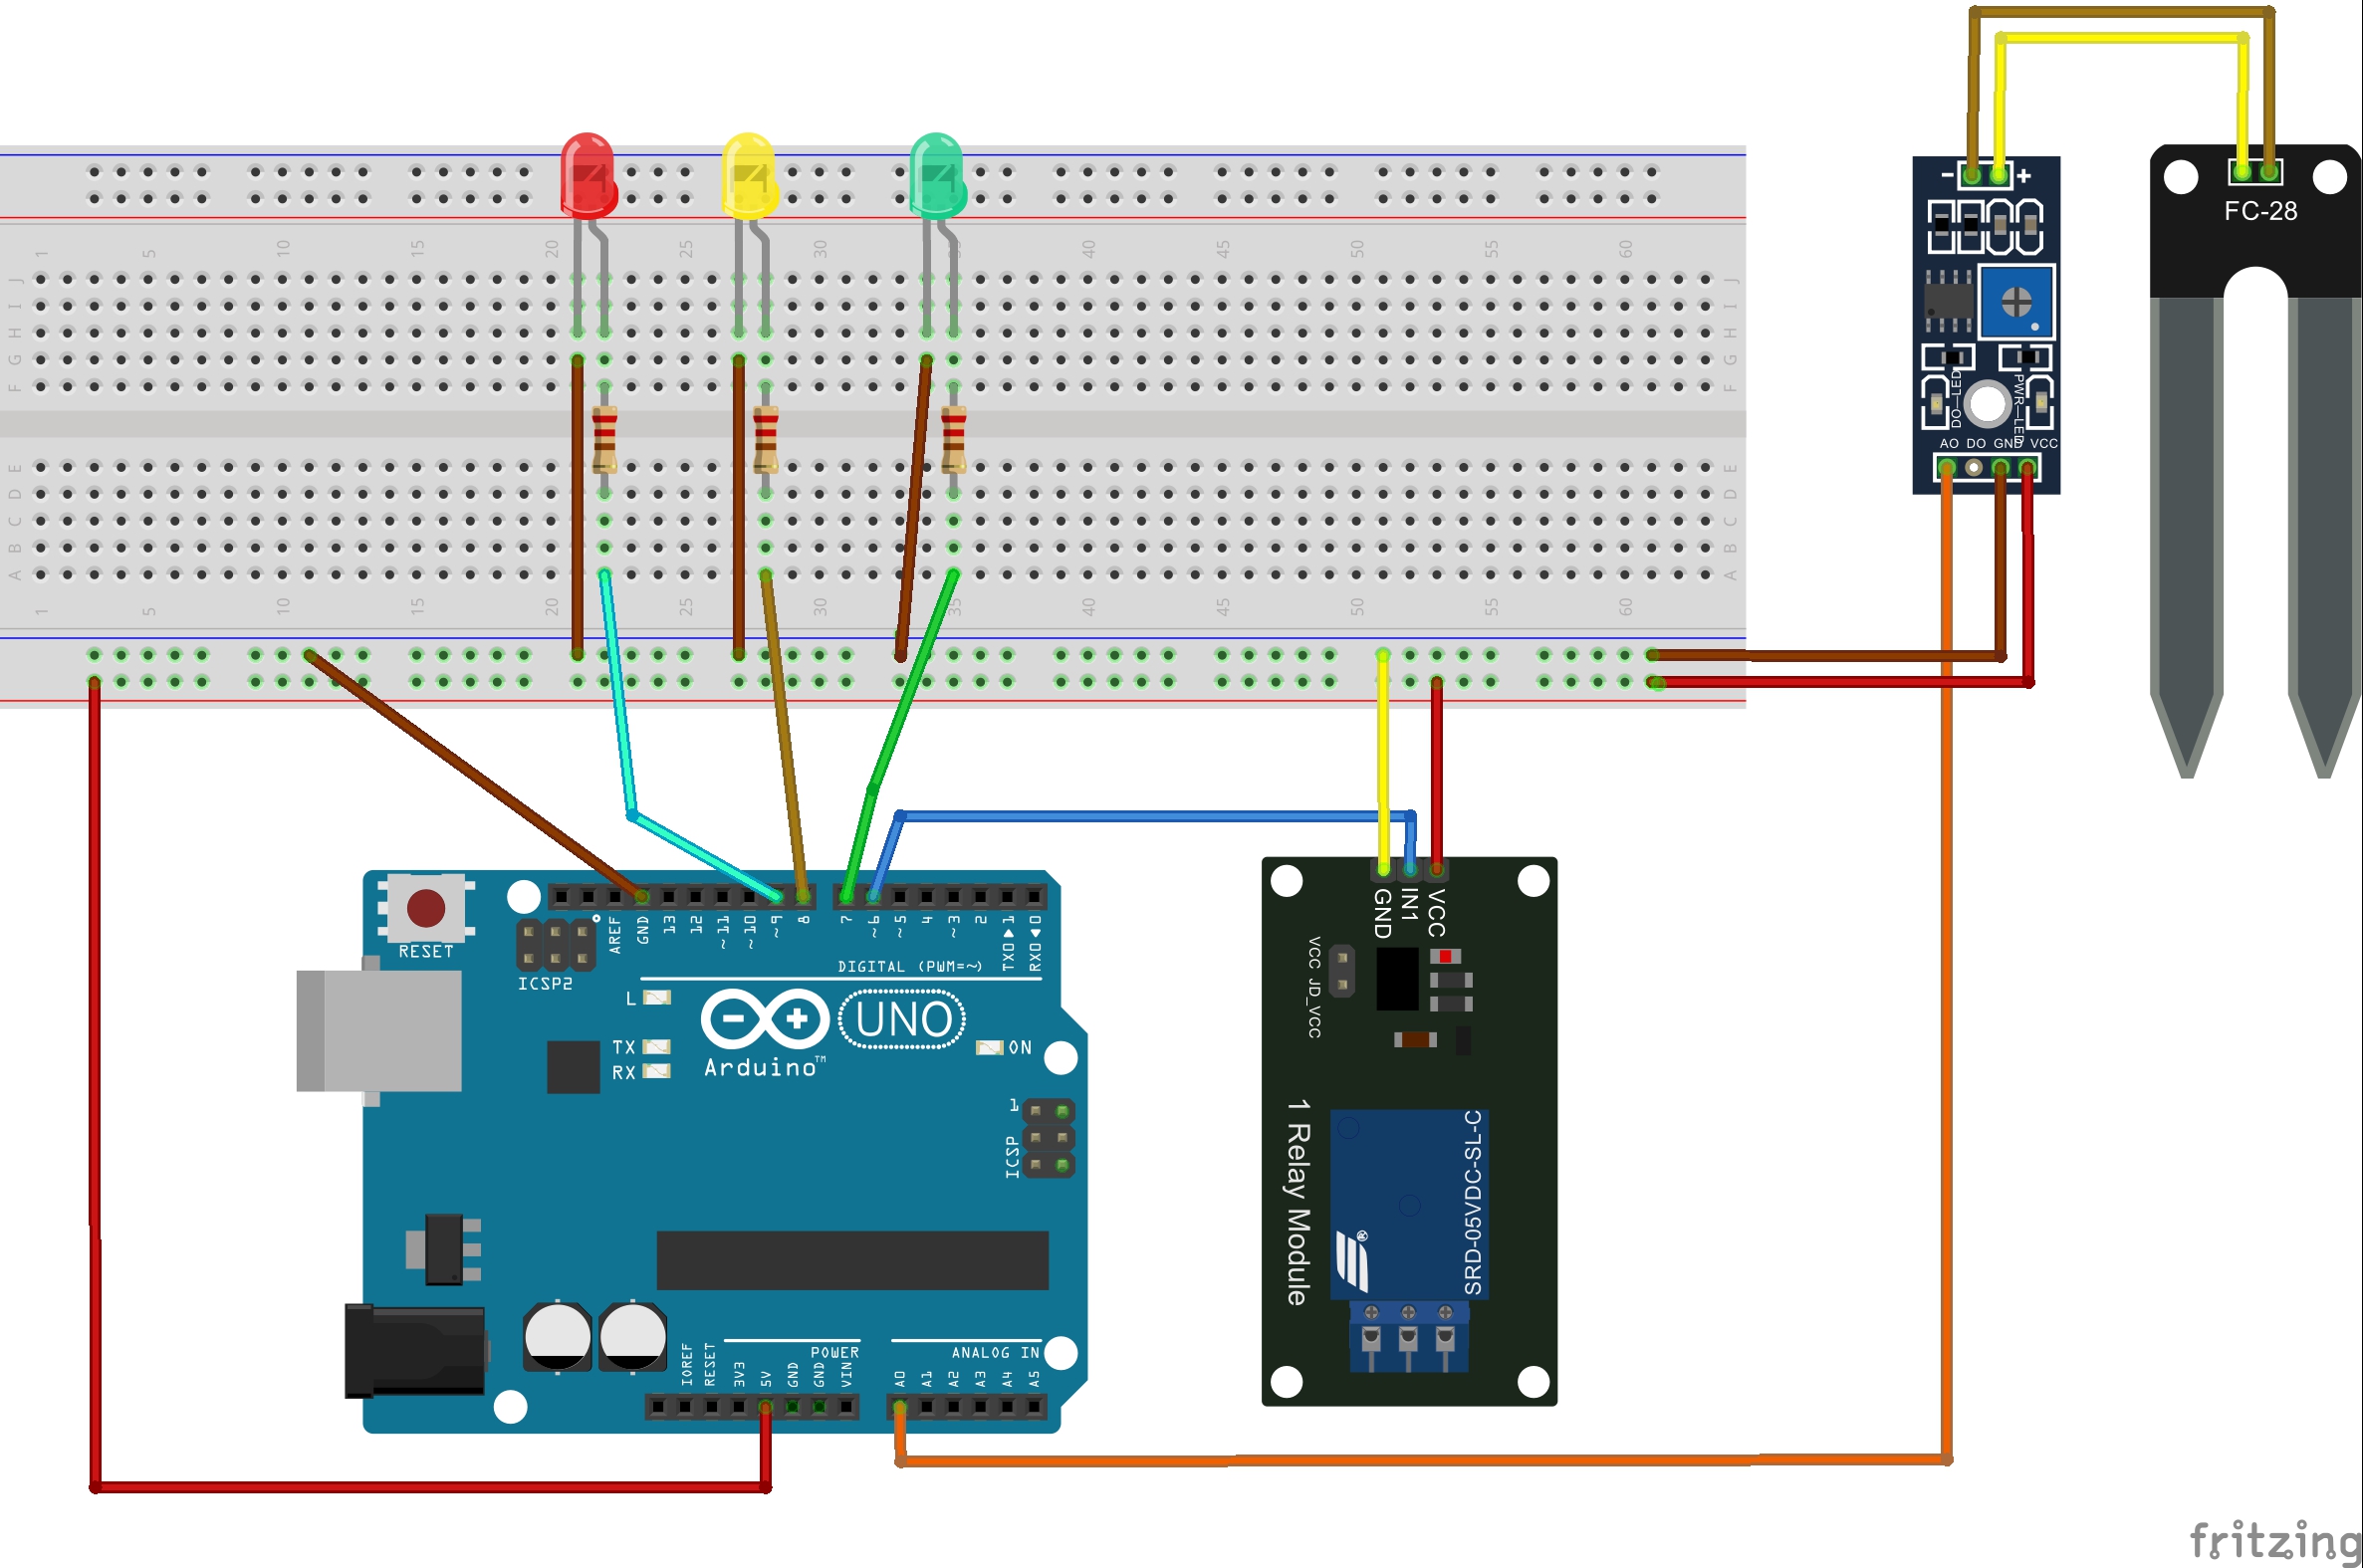 FC-28
- +
1 5 10 15 20 25 30 35 40 45 50 55 60
J J
I I
H H
G G
F F
DO-LED
PWR-LED
AO DO GND VCC
E E
D D
C C
B B
A A
1 5 10 15 20 25 30 35 40 45 50 55 60
RESET
ICSP2
AREF
GND
13
12
~11
~10
~9
8
7
~6
~5
4
~3
2
TX0▶1
RX0◀0
DIGITAL (PWM=~)
L
TX
RX
UNO
Arduino™
ON
1
ICSP
POWER
ANALOG IN
IOREF
RESET
3V3
5V
GND
GND
VIN
A0
A1
A2
A3
A4
A5
GND
IN1
VCC
VCC JD_VCC
1 Relay Module
SRD-05VDC-SL-C
®
fritzing